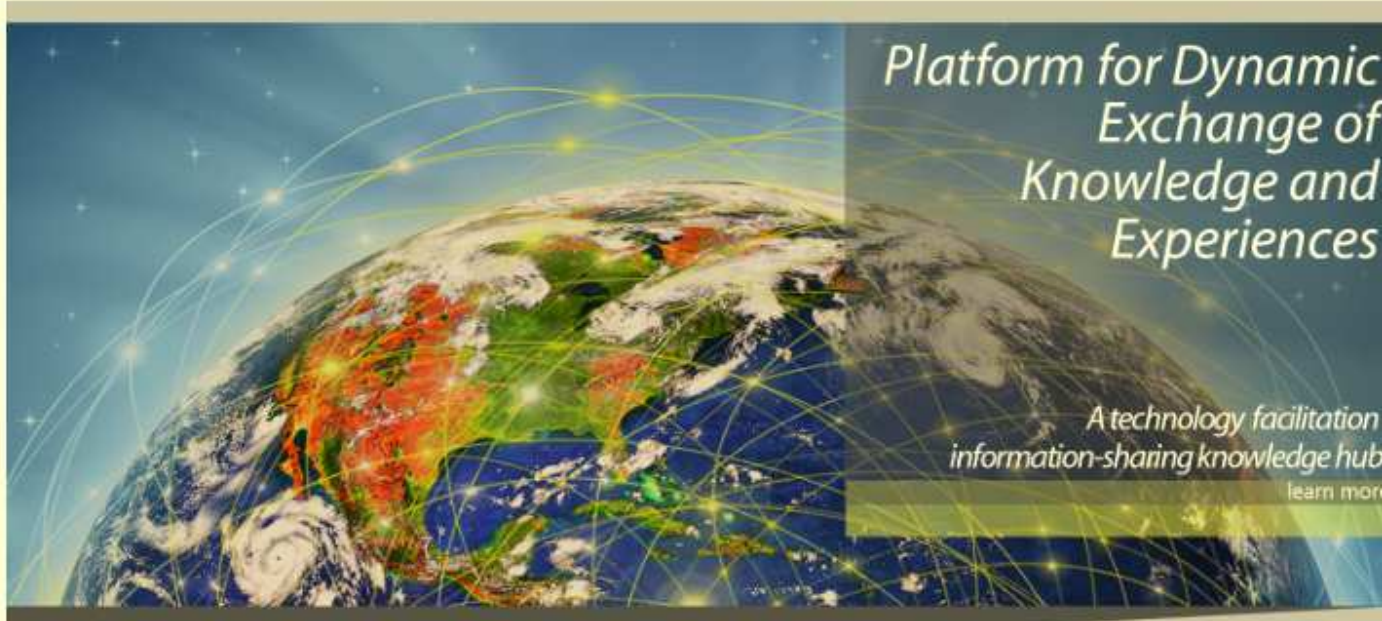 Platform for Dynamic
Exchange of
Knowledge and
Experiences
A technology facilitation
information-sharing knowledge hub
learn more